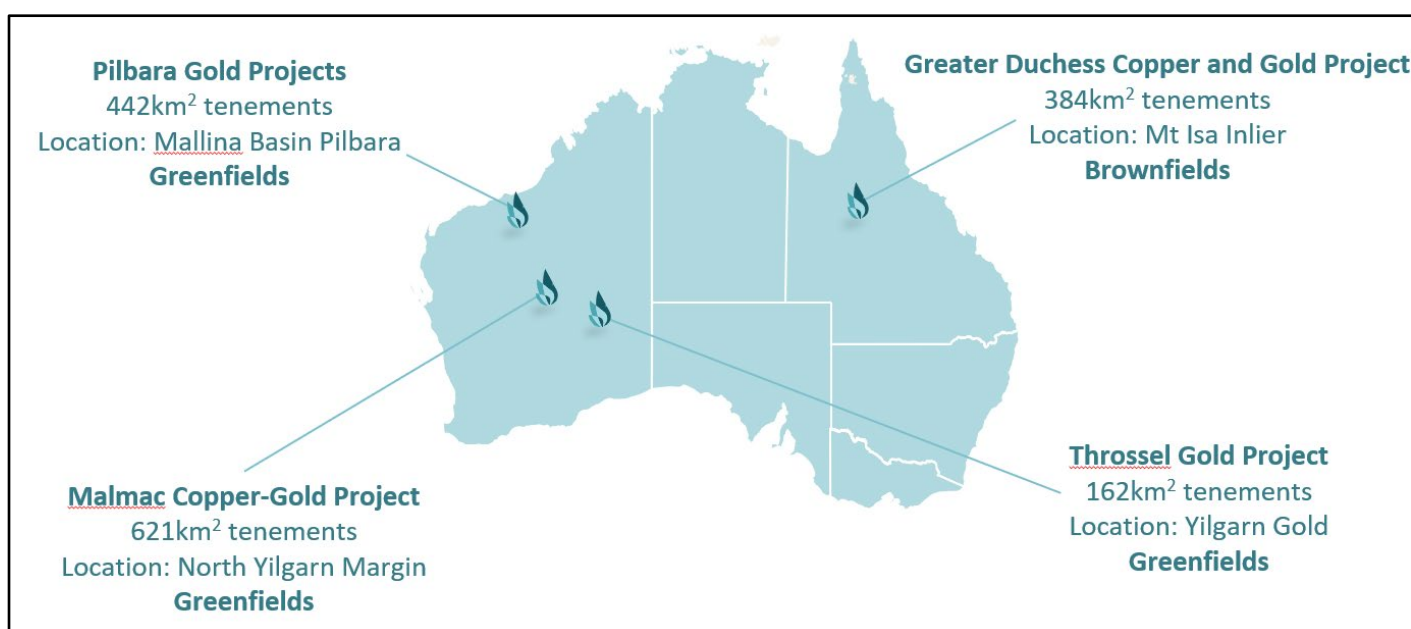 Pilbara Gold Projects
442km² tenements
Location: Mallina Basin Pilbara
Greenfields
Greater Duchess Copper and Gold Project
384km² tenements
Location: Mt Isa Inlier
Brownfields
Malmac Copper-Gold Project
621km² tenements
Location: North Yilgarn Margin
Greenfields
Throssel Gold Project
162km² tenements
Location: Yilgarn Gold
Greenfields